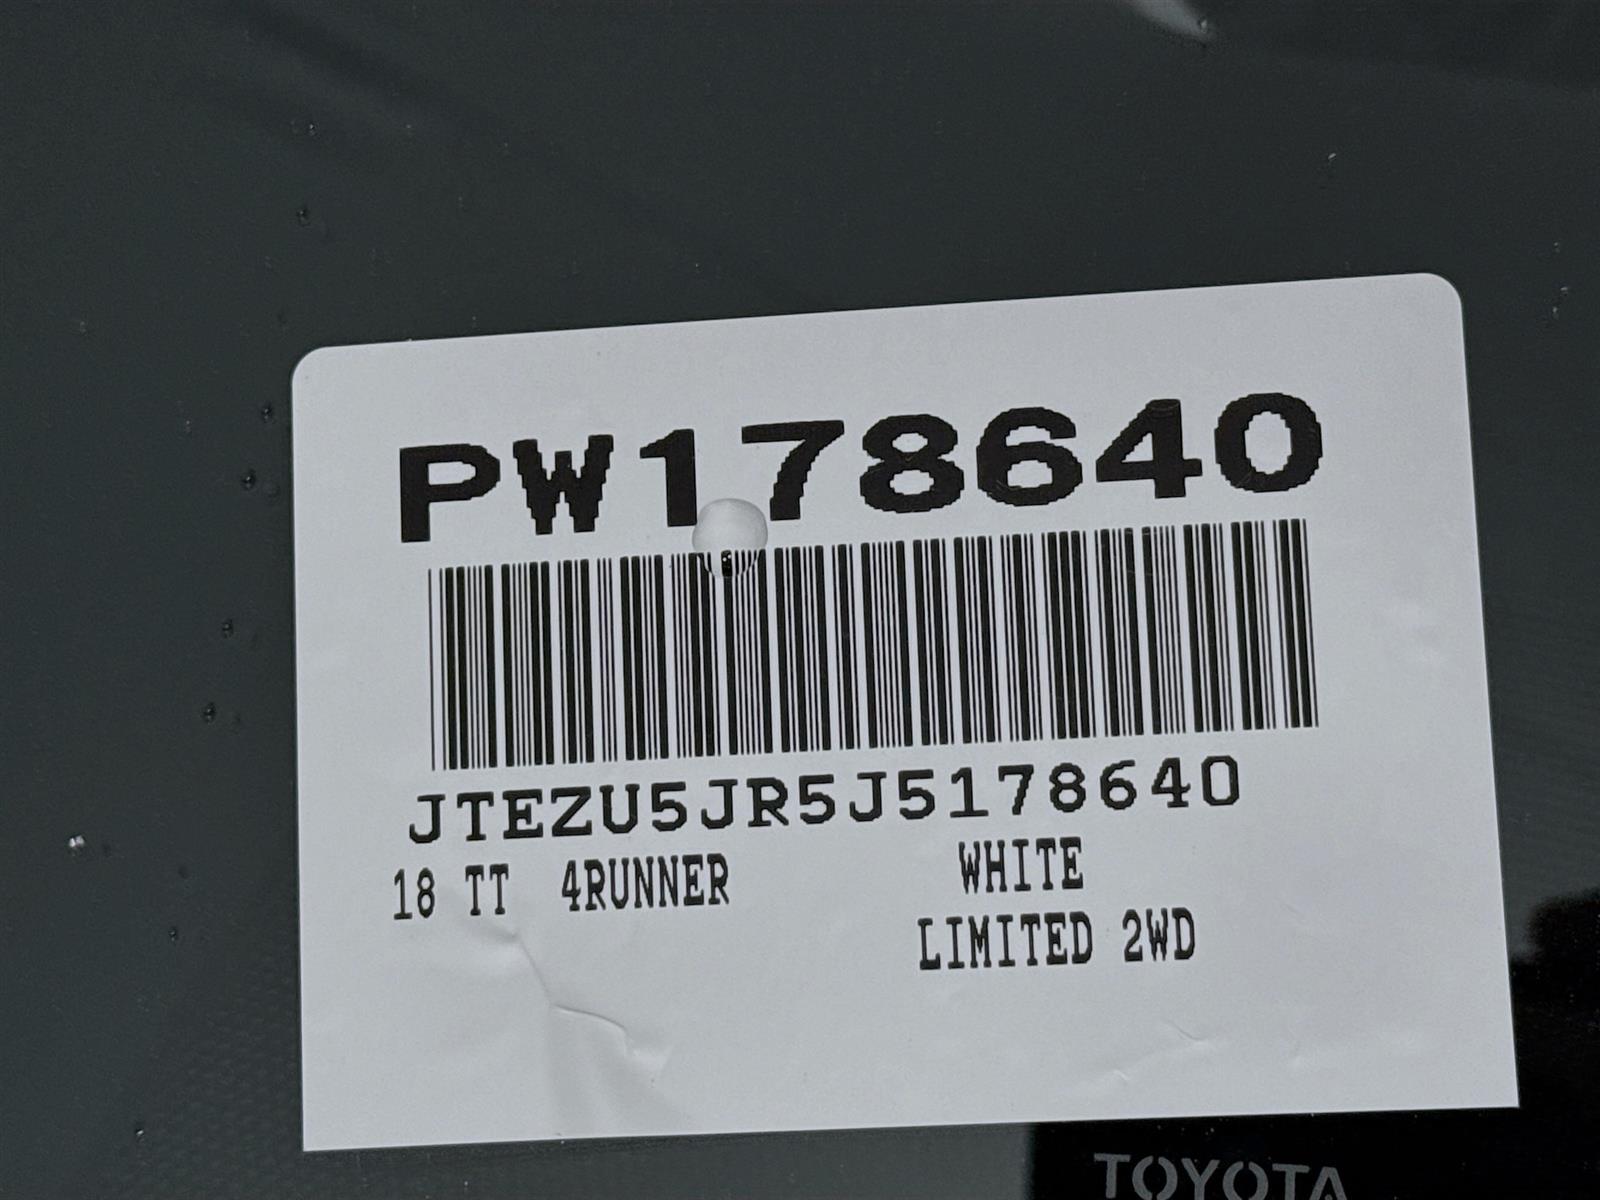 PW178640
JTEZU5JR5J5178640
18 TT 4RUNNER WHITE
LIMITED 2WD
TOYOTA